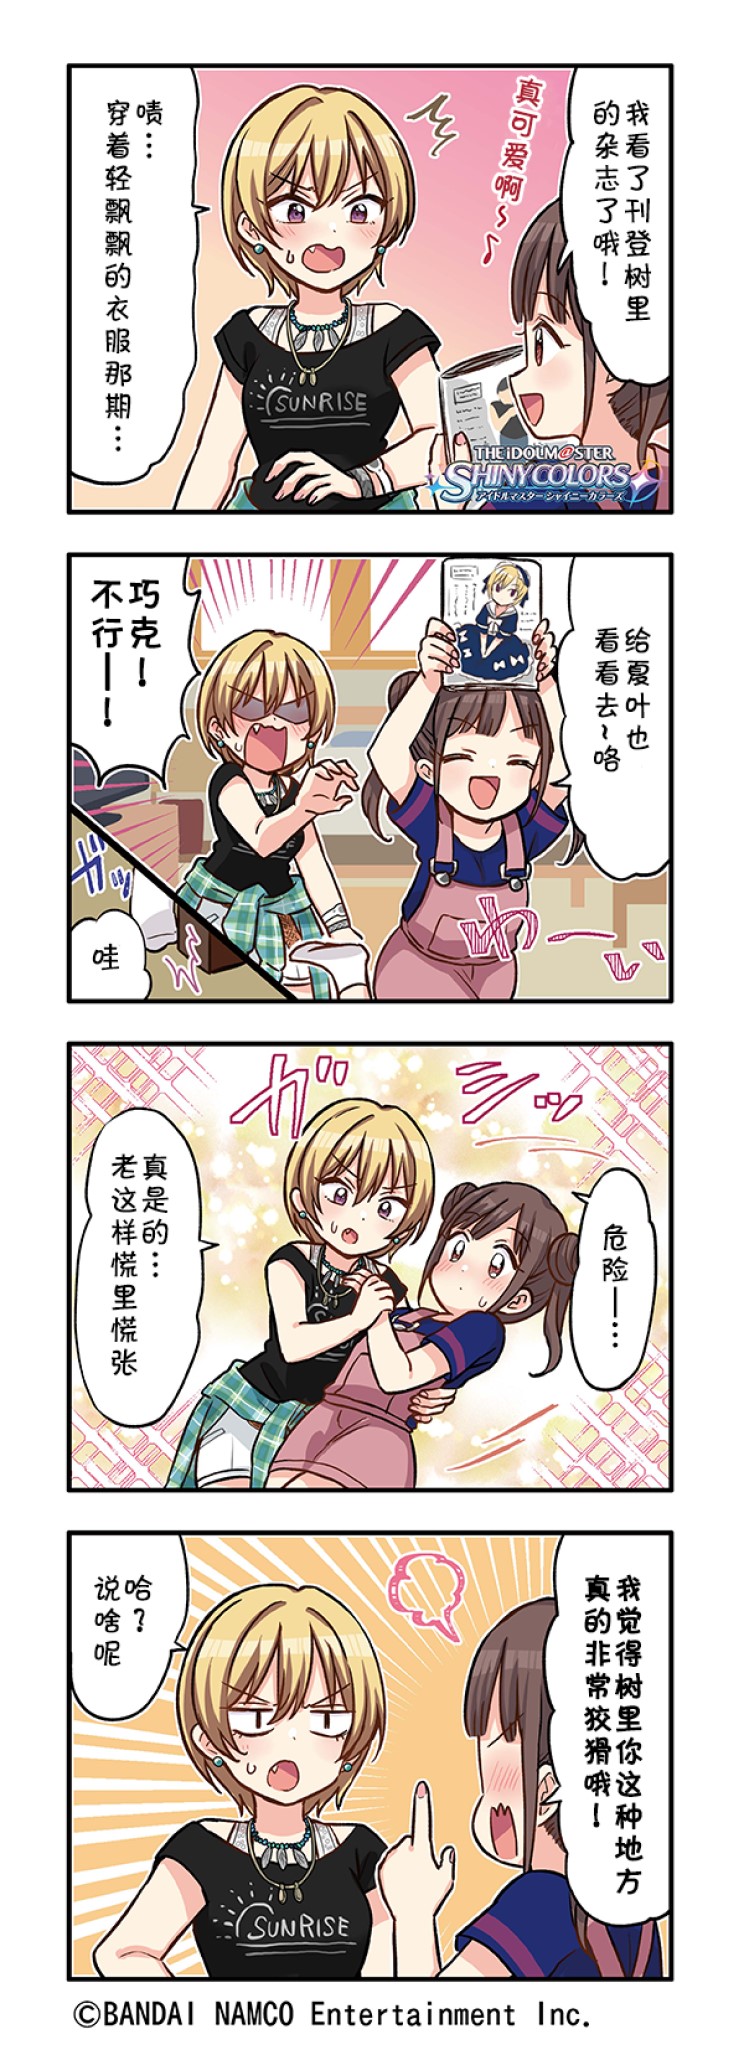 我看了刊登树里
的杂志了哦！
真可爱啊～♪
啧…
穿着轻飘飘的衣服那期…
SUNRISE
THE iDOLM@STER
SHINY COLORS
アイドルマスター シャイニーカラーズ
给夏叶也
看看去～咯
巧克！
不行——！
わーい
ガッ
哇
ガシッ
危险——…
真是的…
老这样慌里慌张
我觉得树里你这种地方
真的非常狡猾哦！
哈？
说啥呢
SUNRISE
©BANDAI NAMCO Entertainment Inc.